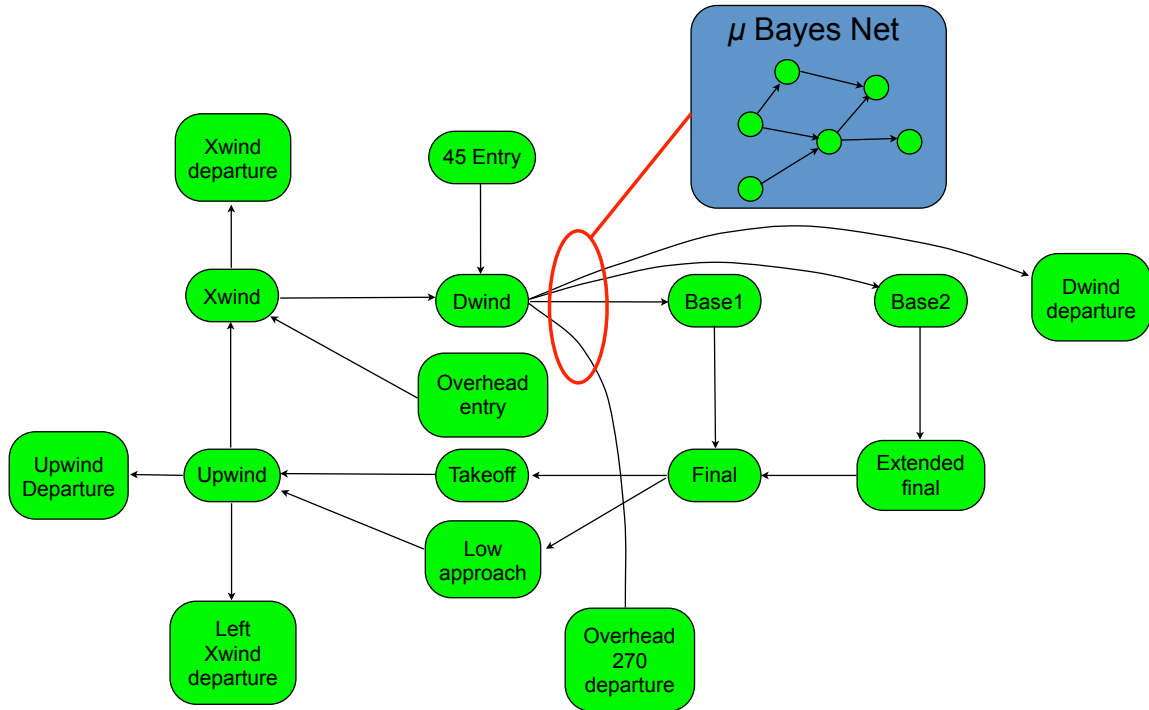 μ Bayes Net
Xwind
departure
45 Entry
Xwind
Dwind
Base1
Base2
Dwind
departure
Overhead
entry
Upwind
Departure
Upwind
Takeoff
Final
Extended
final
Low
approach
Left
Xwind
departure
Overhead
270
departure